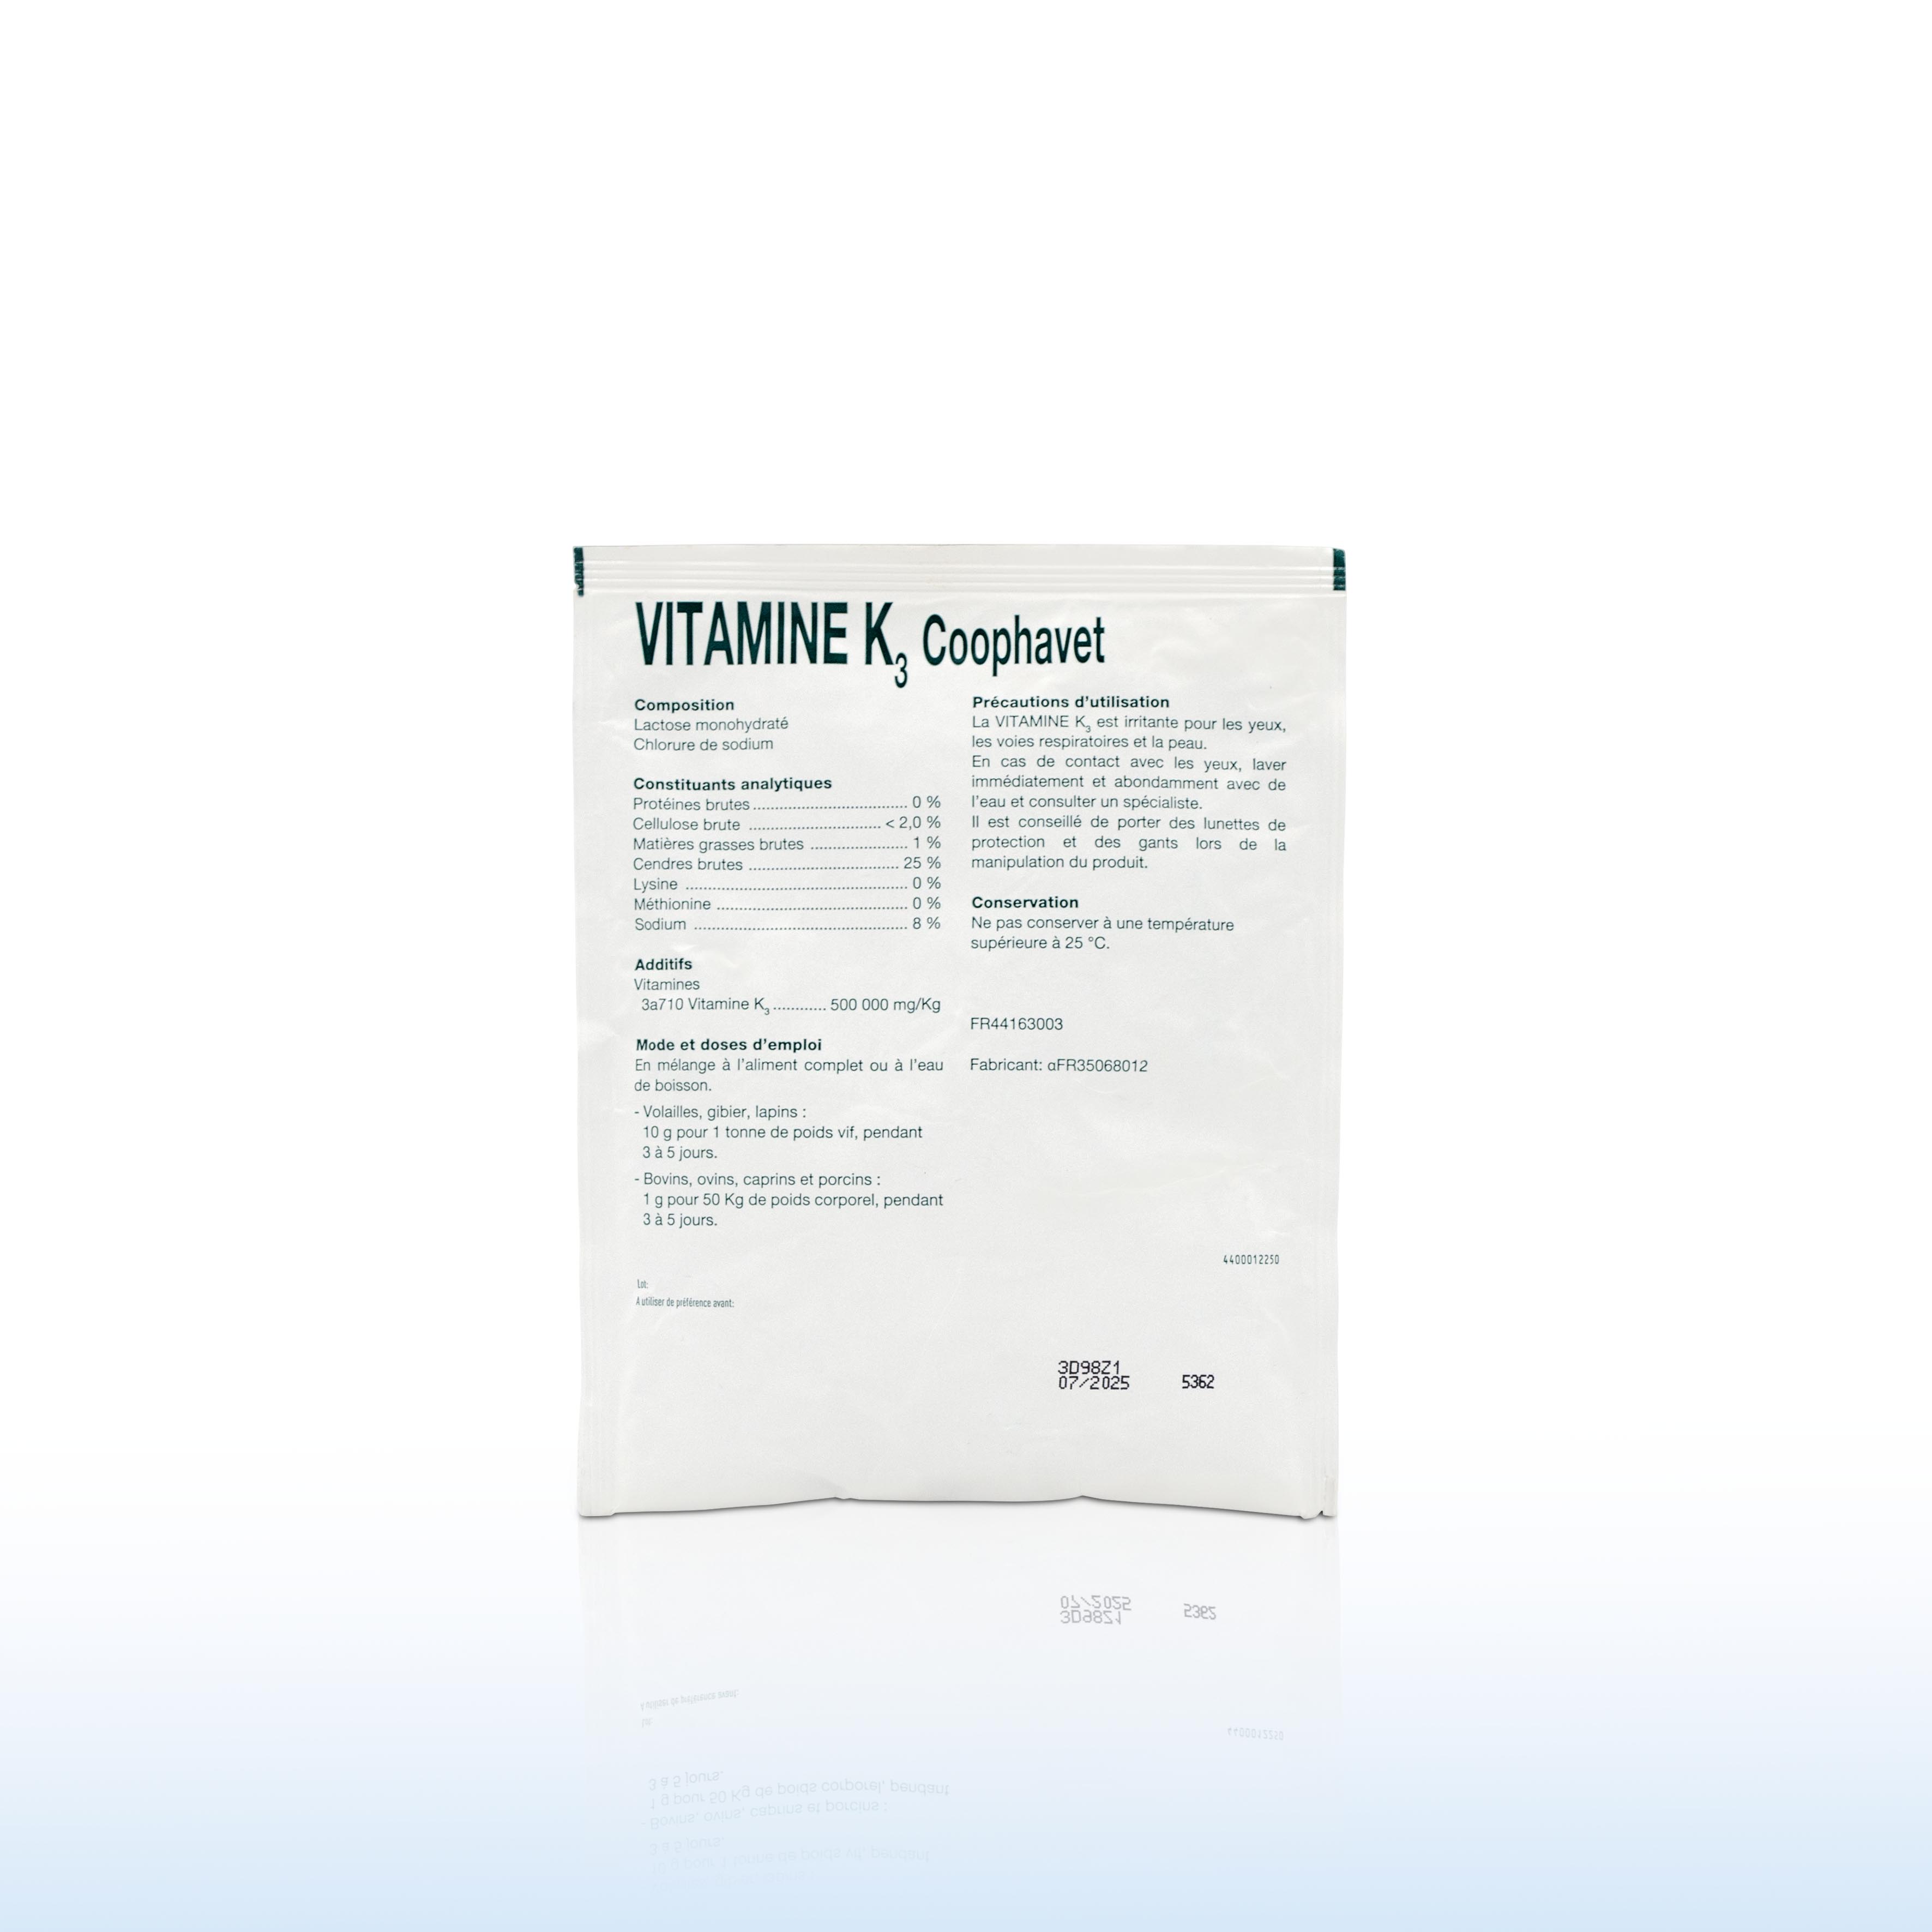 VITAMINE K3 Coophavet
Composition
Lactose monohydraté
Chlorure de sodium
Constituants analytiques
Protéines brutes ........ 0 %
Cellulose brute ........ < 2,0 %
Matières grasses brutes ........ 1 %
Cendres brutes ........ 25 %
Lysine ........ 0 %
Méthionine ........ 0 %
Sodium ........ 8 %
Additifs
Vitamines
3a710 Vitamine K3 ............ 500 000 mg/Kg
Mode et doses d'emploi
En mélange à l'aliment complet ou à l'eau
de boisson.
- Volailles, gibier, lapins :
10 g pour 1 tonne de poids vif, pendant
3 à 5 jours.
- Bovins, ovins, caprins et porcins :
1 g pour 50 Kg de poids corporel, pendant
3 à 5 jours.
Lot:
A utiliser de préférence avant:
Précautions d'utilisation
La VITAMINE K3 est irritante pour les yeux,
les voies respiratoires et la peau.
En cas de contact avec les yeux, laver
immédiatement et abondamment avec de
l'eau et consulter un spécialiste.
Il est conseillé de porter des lunettes de
protection et des gants lors de la
manipulation du produit.
Conservation
Ne pas conserver à une température
supérieure à 25 °C.
FR44163003
Fabricant: αFR35068012
4400012250
3D98Z1
07/2025 5362